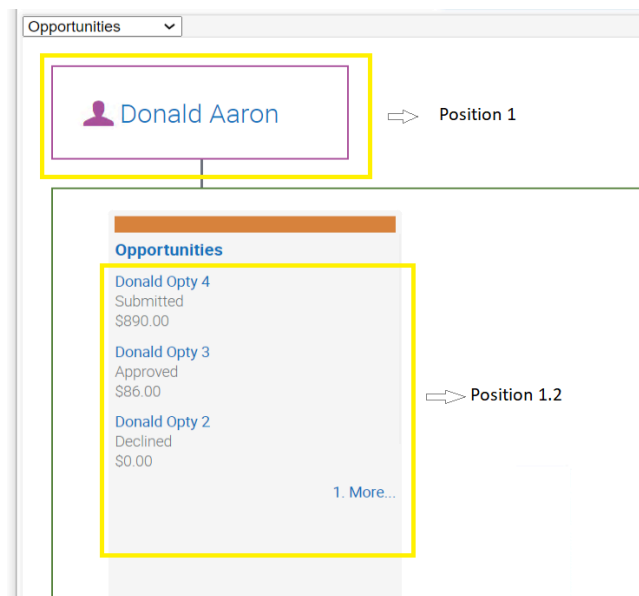 Opportunities
Donald Aaron
Position 1
Opportunities
Donald Opty 4
Submitted
$890.00
Donald Opty 3
Approved
$86.00
Position 1.2
Donald Opty 2
Declined
$0.00
1. More...